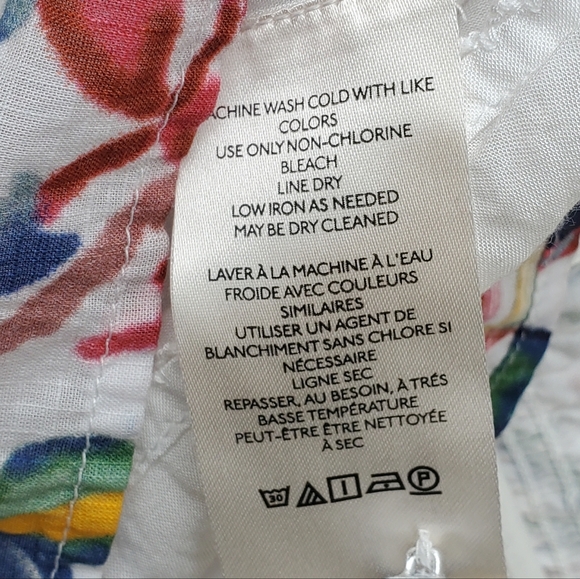 ACHINE WASH COLD WITH LIKE
COLORS
USE ONLY NON-CHLORINE
BLEACH
LINE DRY
LOW IRON AS NEEDED
MAY BE DRY CLEANED
LAVER À LA MACHINE À L'EAU
FROIDE AVEC COULEURS
SIMILAIRES
UTILISER UN AGENT DE
BLANCHIMENT SANS CHLORE SI
NÉCESSAIRE
LIGNE SEC
REPASSER, AU BESOIN, À TRÉS
BASSE TEMPÉRATURE
PEUT-ÊTRE ÊTRE NETTOYÉE
À SEC
30 P